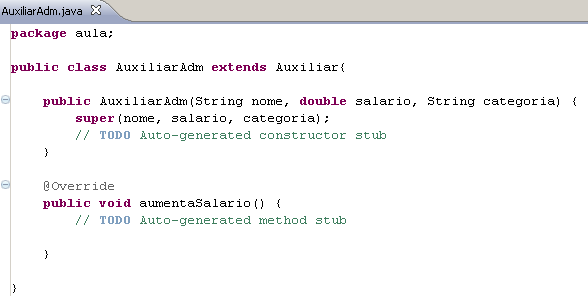 AuxiliarAdm.java
package aula;
public class AuxiliarAdm extends Auxiliar{
public AuxiliarAdm(String nome, double salario, String categoria) {
super(nome, salario, categoria);
// TODO Auto-generated constructor stub
}
@Override
public void aumentaSalario() {
// TODO Auto-generated method stub
}
}